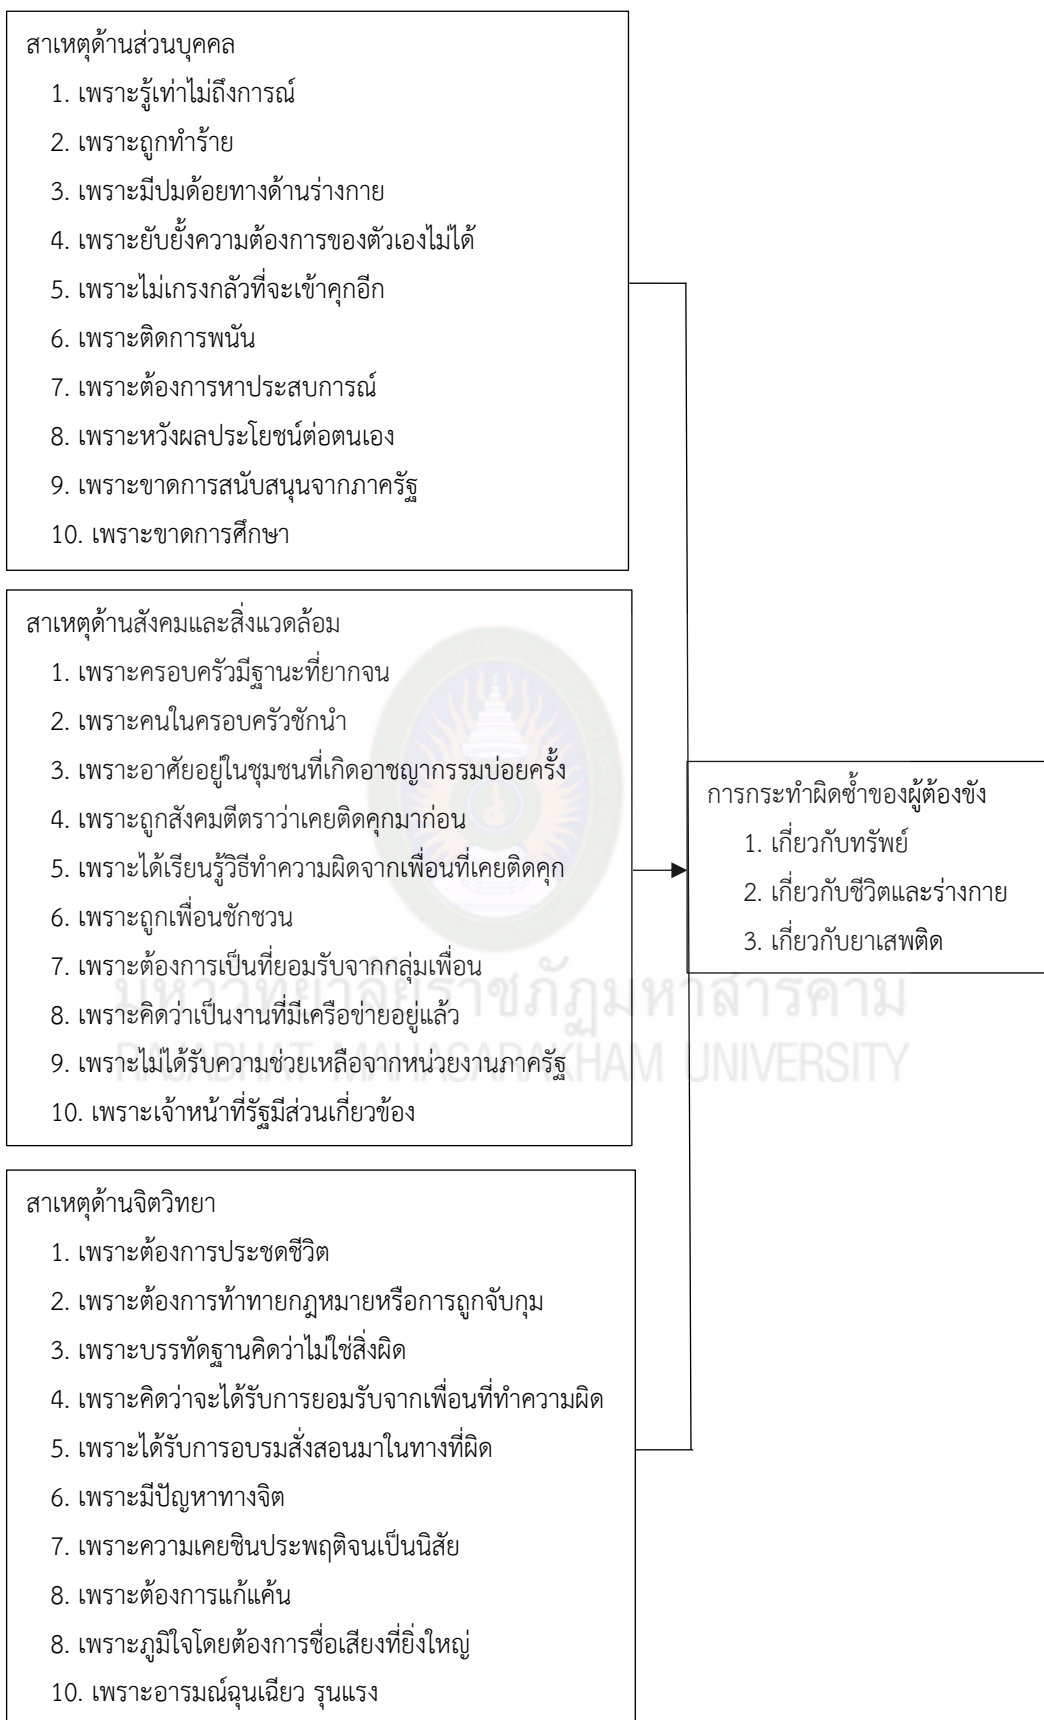 สาเหตุด้านส่วนบุคคล
1. เพราะรู้เท่าไม่ถึงการณ์
2. เพราะถูกทำร้าย
3. เพราะมีปมด้อยทางด้านร่างกาย
4. เพราะยับยั้งความต้องการของตัวเองไม่ได้
5. เพราะไม่เกรงกลัวที่จะเข้าคุกอีก
6. เพราะติดการพนัน
7. เพราะต้องการหาประสบการณ์
8. เพราะหวังผลประโยชน์ต่อตนเอง
9. เพราะขาดการสนับสนุนจากภาครัฐ
10. เพราะขาดการศึกษา
สาเหตุด้านสังคมและสิ่งแวดล้อม
1. เพราะครอบครัวมีฐานะที่ยากจน
2. เพราะคนในครอบครัวชักนำ
3. เพราะอาศัยอยู่ในชุมชนที่เกิดอาชญากรรมบ่อยครั้ง
4. เพราะถูกสังคมตีตราว่าเคยติดคุกมาก่อน
5. เพราะได้เรียนรู้วิธีทำความผิดจากเพื่อนที่เคยติดคุก
6. เพราะถูกเพื่อนชักชวน
7. เพราะต้องการเป็นที่ยอมรับจากกลุ่มเพื่อน
8. เพราะคิดว่าเป็นงานที่มีเครือข่ายอยู่แล้ว
9. เพราะไม่ได้รับความช่วยเหลือจากหน่วยงานภาครัฐ
10. เพราะเจ้าหน้าที่รัฐมีส่วนเกี่ยวข้อง
การกระทำผิดซ้ำของผู้ต้องขัง
1. เกี่ยวกับทรัพย์
2. เกี่ยวกับชีวิตและร่างกาย
3. เกี่ยวกับยาเสพติด
มหาวิทยาลัยราชภัฏมหาสารคาม
RAJABHAT MAHASARAKHAM UNIVERSITY
สาเหตุด้านจิตวิทยา
1. เพราะต้องการประชดชีวิต
2. เพราะต้องการท้าทายกฎหมายหรือการถูกจับกุม
3. เพราะบรรทัดฐานคิดว่าไม่ใช่สิ่งผิด
4. เพราะคิดว่าจะได้รับการยอมรับจากเพื่อนที่ทำความผิด
5. เพราะได้รับการอบรมสั่งสอนมาในทางที่ผิด
6. เพราะมีปัญหาทางจิต
7. เพราะความเคยชินประพฤติจนเป็นนิสัย
8. เพราะต้องการแก้แค้น
8. เพราะภูมิใจโดยต้องการชื่อเสียงที่ยิ่งใหญ่
10. เพราะอารมณ์ฉุนเฉียว รุนแรง